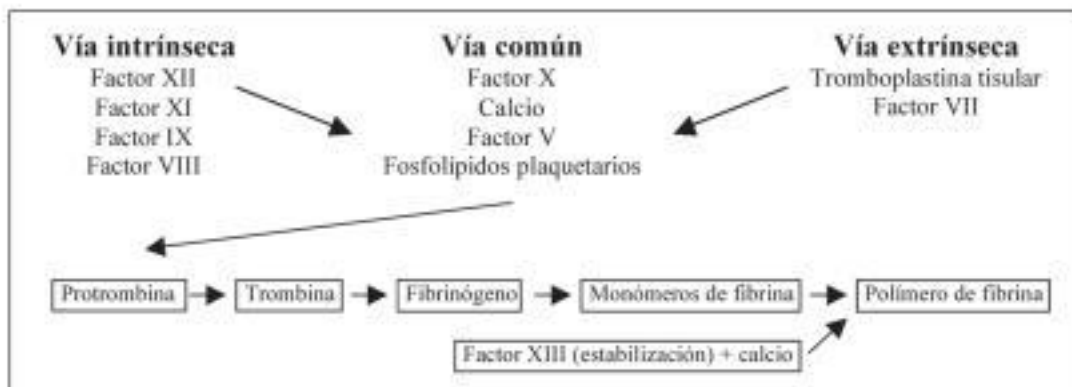 Vía intrínseca
Factor XII
Factor XI
Factor IX
Factor VIII
Vía común
Factor X
Calcio
Factor V
Fosfolípidos plaquetarios
Vía extrínseca
Tromboplastina tisular
Factor VII
Protrombina
Trombina
Fibrinógeno
Monómeros de fibrina
Polímero de fibrina
Factor XIII (estabilización) + calcio